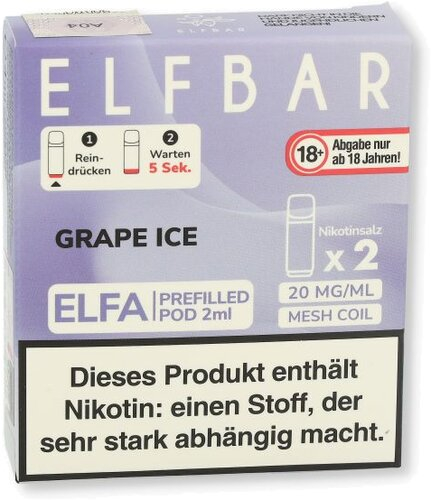 A04
ELFBAR
ELFBAR
1
Rein-
drücken
2
Warten
5 Sek.
18+
Abgabe nur
ab 18 Jahren!
GRAPE ICE
Nikotinsalz
x 2
ELFA
PREFILLED
POD 2ml
20 MG/ML
MESH COIL
Dieses Produkt enthält
Nikotin: einen Stoff, der
sehr stark abhängig macht.